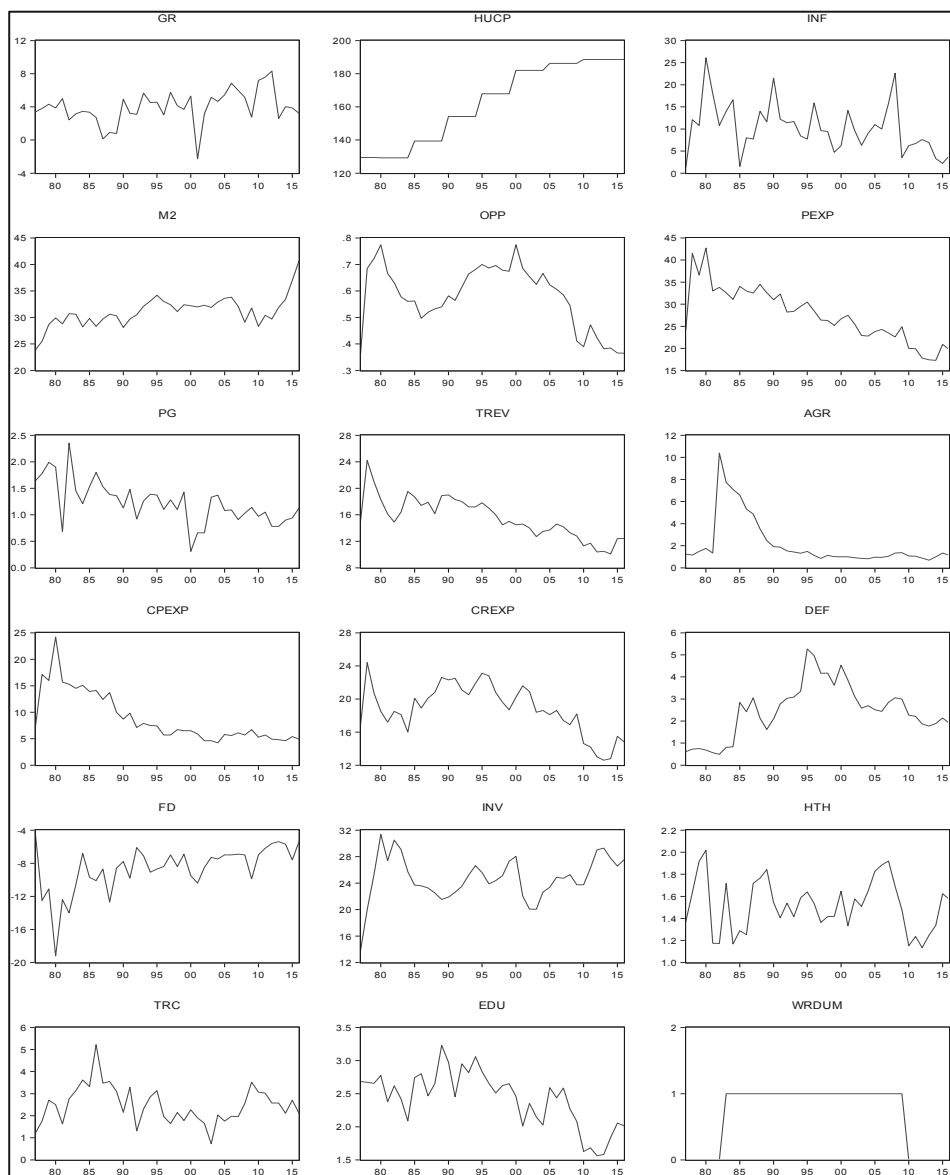 GR HUCP INF
12 200 30
8 180 25
4 160 20
0 140 15
-4 120 10
5
0
80 85 90 95 00 05 10 15 80 85 90 95 00 05 10 15 80 85 90 95 00 05 10 15
M2 OPP PEXP
45 .8 45
40 .7 40
35 .6 35
30 .5 30
25 .4 25
20 .3 20
15
80 85 90 95 00 05 10 15 80 85 90 95 00 05 10 15 80 85 90 95 00 05 10 15
PG TREV AGR
2.5 28 12
2.0 24 10
1.5 20 8
1.0 16 6
0.5 12 4
0.0 8 2
0
80 85 90 95 00 05 10 15 80 85 90 95 00 05 10 15 80 85 90 95 00 05 10 15
CPEXP CREXP DEF
25 28 6
20 24 5
15 20 4
10 16 3
5 12 2
0 1
0
80 85 90 95 00 05 10 15 80 85 90 95 00 05 10 15 80 85 90 95 00 05 10 15
FD INV HTH
-4 32 2.2
-8 28 2.0
-12 24 1.8
-16 20 1.6
-20 16 1.4
12 1.2
1.0
80 85 90 95 00 05 10 15 80 85 90 95 00 05 10 15 80 85 90 95 00 05 10 15
TRC EDU WRDUM
6 3.5 2
5 3.0 1
4 2.5 0
3 2.0
2 1.5
1
0
80 85 90 95 00 05 10 15 80 85 90 95 00 05 10 15 80 85 90 95 00 05 10 15